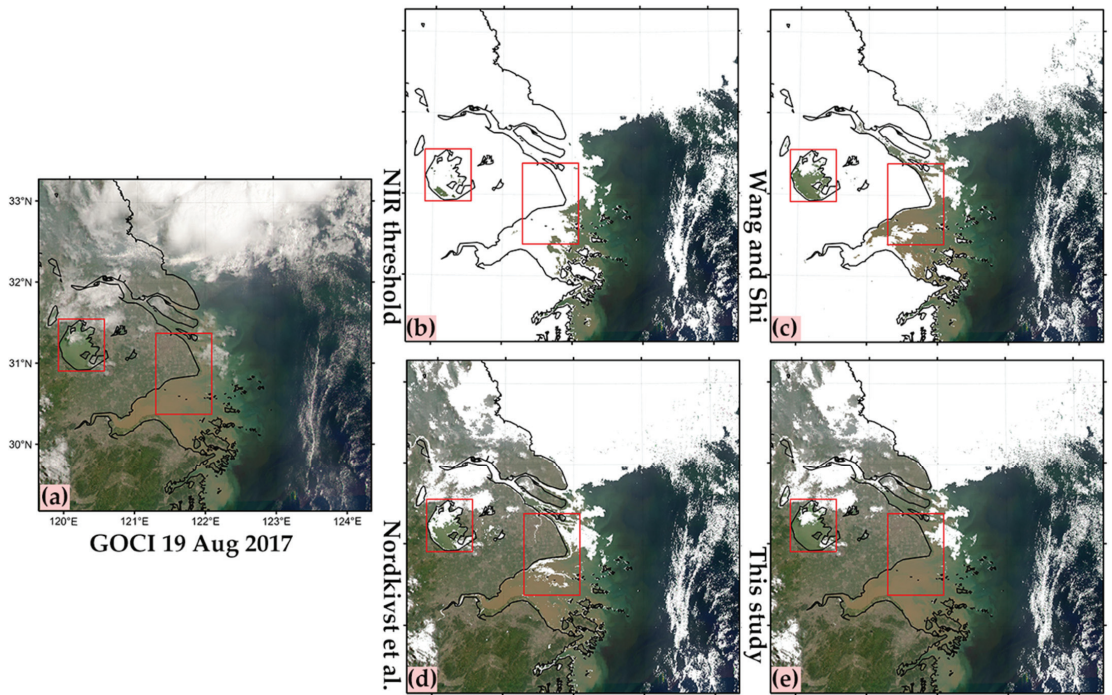 33°N
32°N
31°N
30°N
120°E 121°E 122°E 123°E 124°E
GOCI 19 Aug 2017
(a)
NIR threshold
(b)
Wang and Shi
(c)
Nordkivst et al.
(d)
This study
(e)